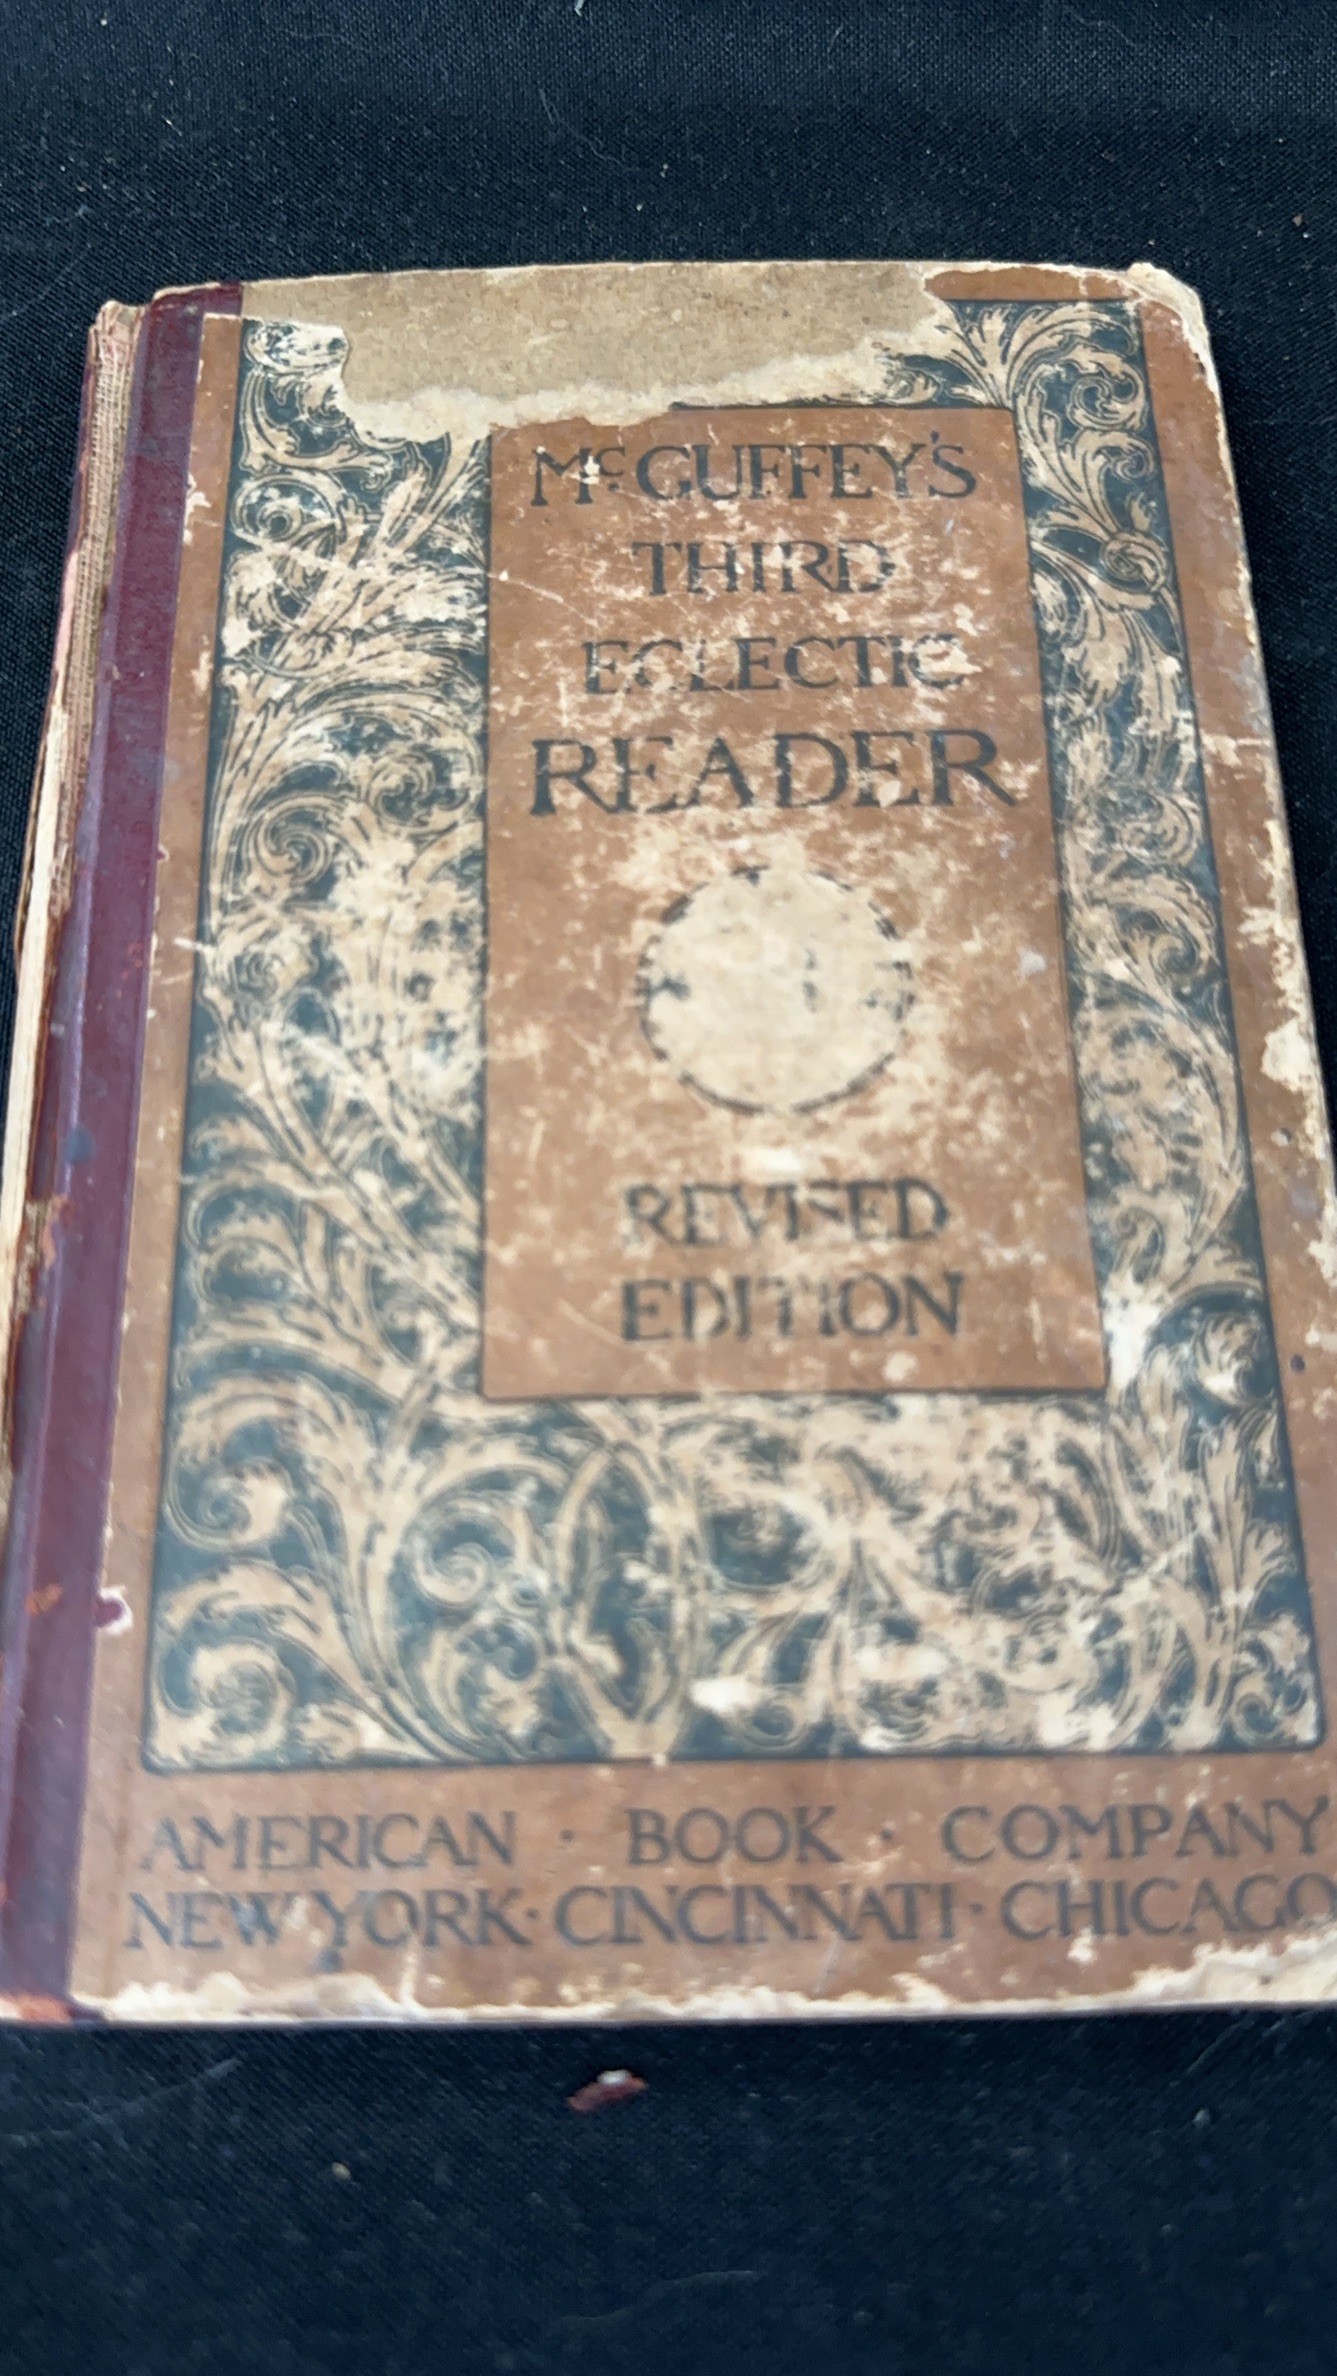 McGUFFEY'S
THIRD
ECLECTIC
READER
REVISED
EDITION
AMERICAN · BOOK · COMPANY
NEW YORK · CINCINNATI · CHICAGO